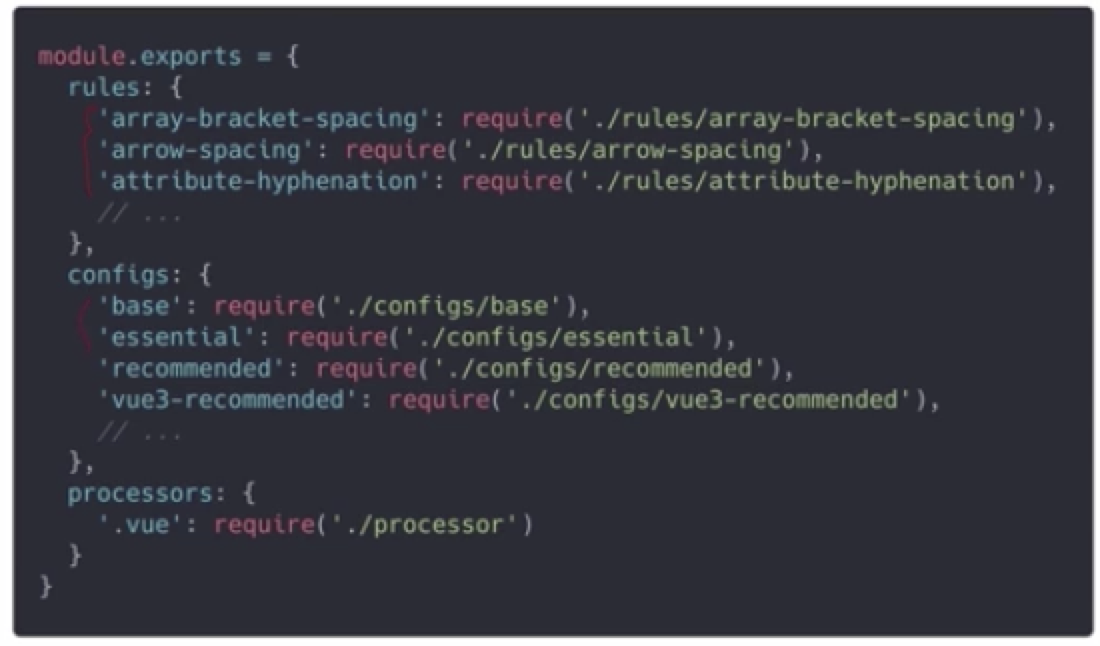 module.exports = {
  rules: {
    'array-bracket-spacing': require('./rules/array-bracket-spacing'),
    'arrow-spacing': require('./rules/arrow-spacing'),
    'attribute-hyphenation': require('./rules/attribute-hyphenation'),
    // ...
  },
  configs: {
    'base': require('./configs/base'),
    'essential': require('./configs/essential'),
    'recommended': require('./configs/recommended'),
    'vue3-recommended': require('./configs/vue3-recommended'),
    // ...
  },
  processors: {
    '.vue': require('./processor')
  }
}